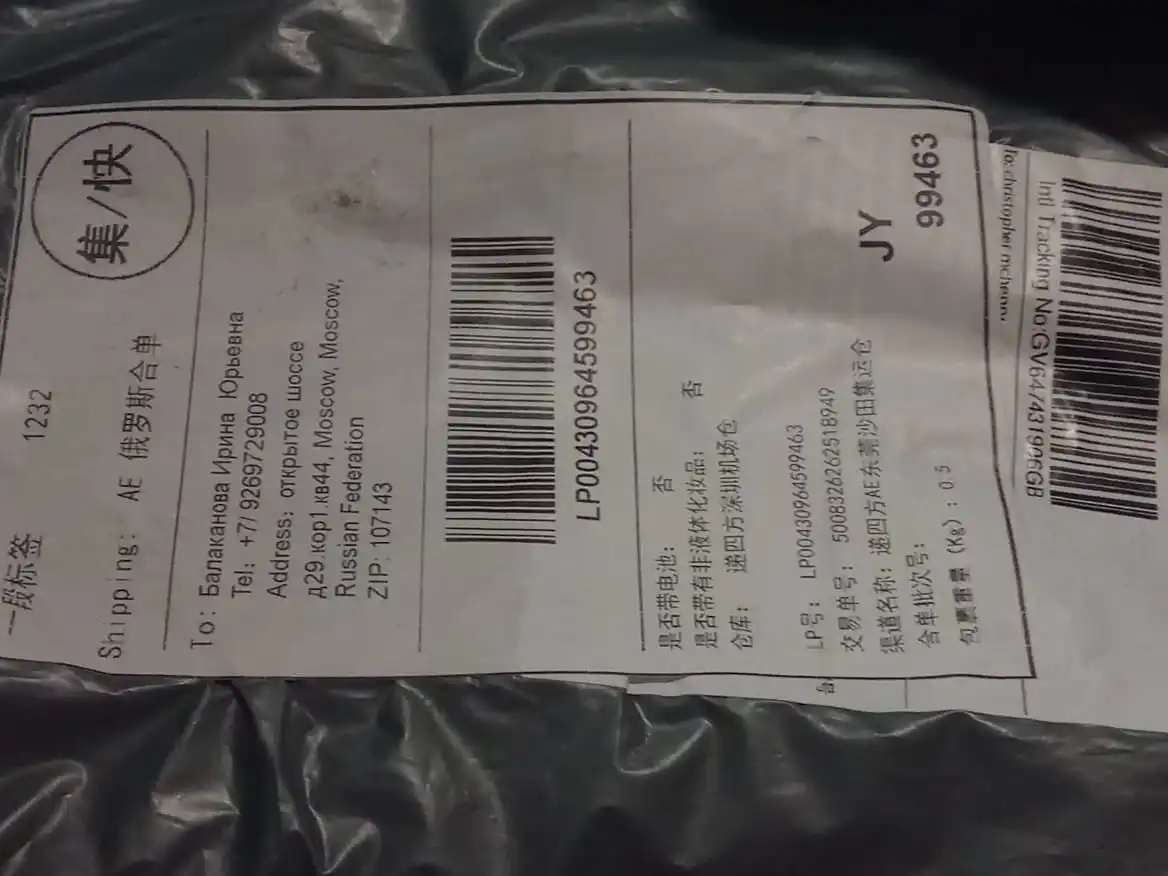 一段标签 1232
Shipping: AE 俄罗斯合单
集/快
To: Балаканова Ирина Юрьевна
Tel: +7/ 9269729008
Address: открытое шоссе
д29.кор1.кв44, Moscow, Moscow,
Russian Federation
ZIP: 107143
LP00430964599463
是否带电池: 否
是否带有非液体化妆品: 否
仓库: 递四方深圳机场仓
JY
99463
LP号: LP00430964599463
交易单号: 5008326262518949
渠道名称: 递四方AE东莞沙田集运仓
合单批次号:
包裹重量 (Kg): 0.5
To: christopher mchenry
Intl Tracking No:GV647431906GB